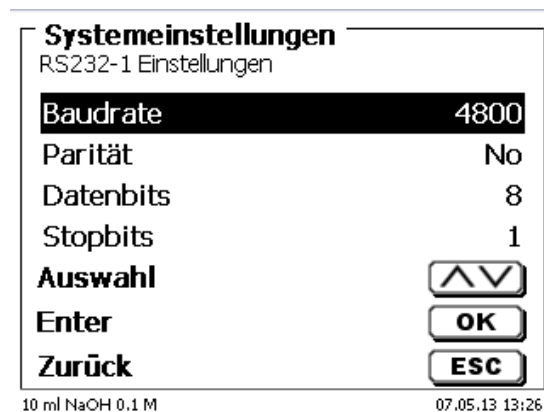 Systemeinstellungen
RS232-1 Einstellungen
Baudrate 4800
Parität No
Datenbits 8
Stopbits 1
Auswahl
Enter OK
Zurück ESC
10 ml NaOH 0.1 M 07.05.13 13:26